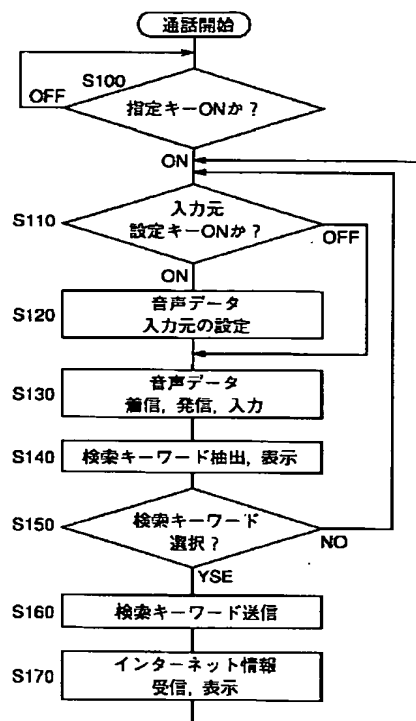 通話開始
S100
OFF
指定キーONか？
ON
S110
入力元
設定キーONか？
OFF
ON
S120
音声データ
入力元の設定
S130
音声データ
着信，発信，入力
S140
検索キーワード抽出，表示
S150
検索キーワード
選択？
NO
YSE
S160
検索キーワード送信
S170
インターネット情報
受信，表示